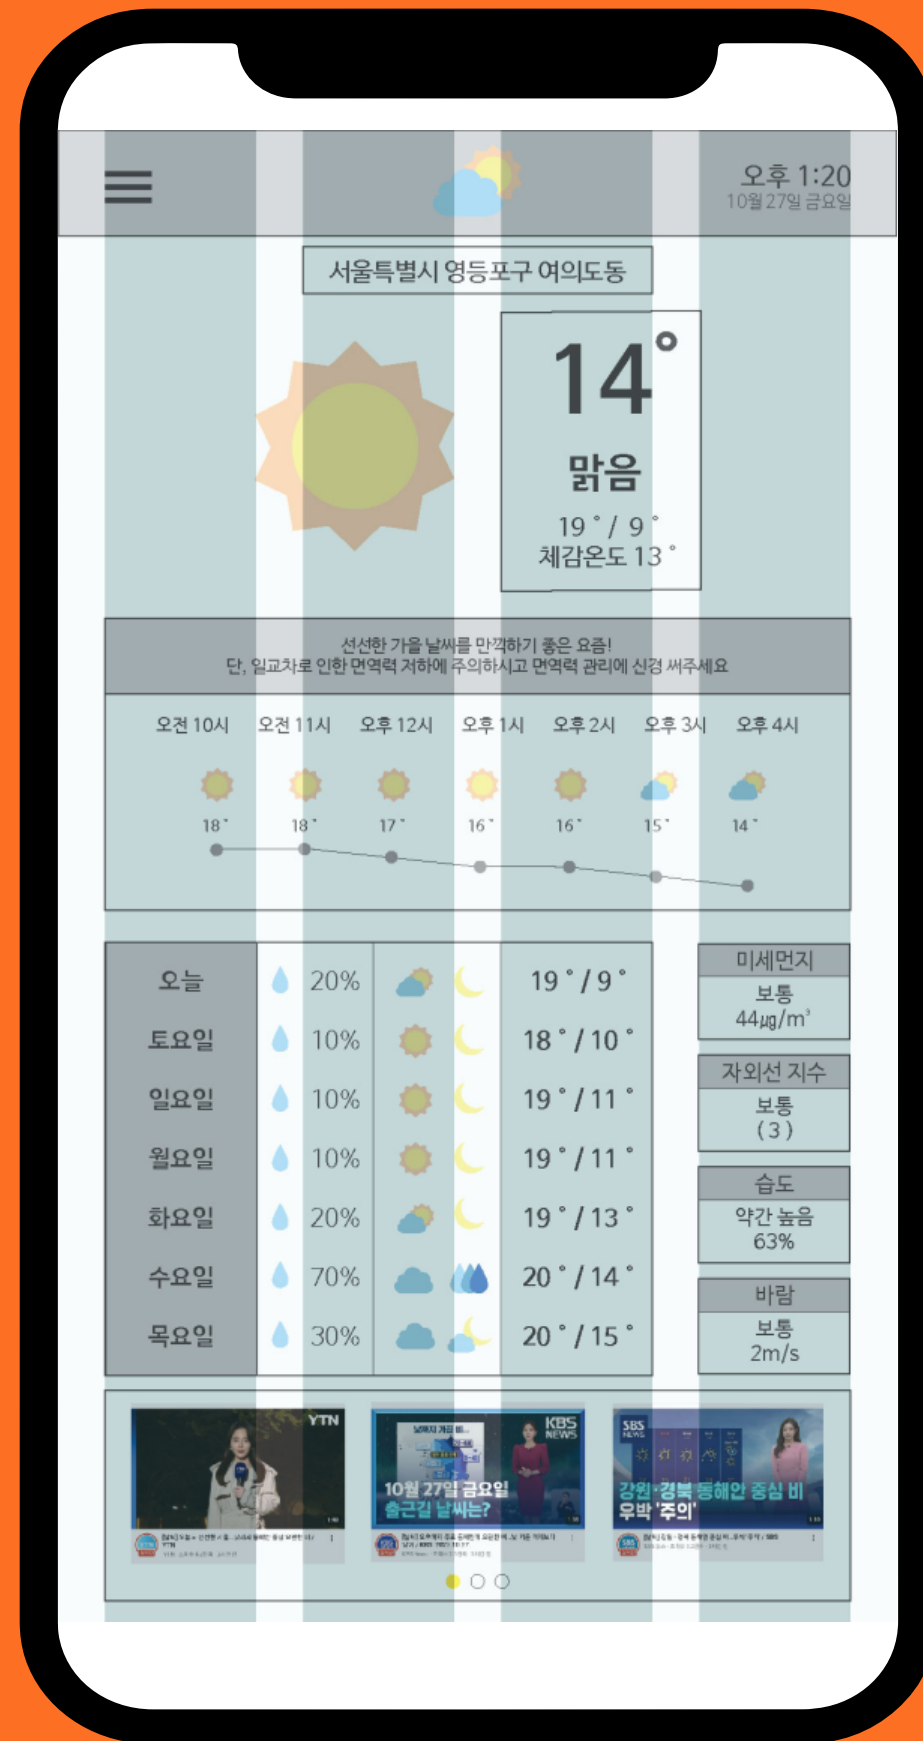 오후 1:20
10월 27일 금요일
서울특별시 영등포구 여의도동
14°
맑음
19 ° / 9 °
체감온도 13 °
선선한 가을 날씨를 만끽하기 좋은 요즘!
단, 일교차로 인한 면역력 저하에 주의하시고 면역력 관리에 신경 써주세요
오전 10시 오전 11시 오후 12시 오후 1시 오후 2시 오후 3시 오후 4시
18° 18° 17° 16° 16° 15° 14°
오늘 20% 19 ° / 9 °
토요일 10% 18 ° / 10 °
일요일 10% 19 ° / 11 °
월요일 10% 19 ° / 11 °
화요일 20% 19 ° / 13 °
수요일 70% 20 ° / 14 °
목요일 30% 20 ° / 15 °
미세먼지
보통
44㎍/m³
자외선 지수
보통
( 3 )
습도
약간 높음
63%
바람
보통
2m/s
YTN
KBS
NEWS
10월 27일 금요일
출근길 날씨는?
SBS
NEWS
강원·경북 동해안 중심 비
우박 '주의'